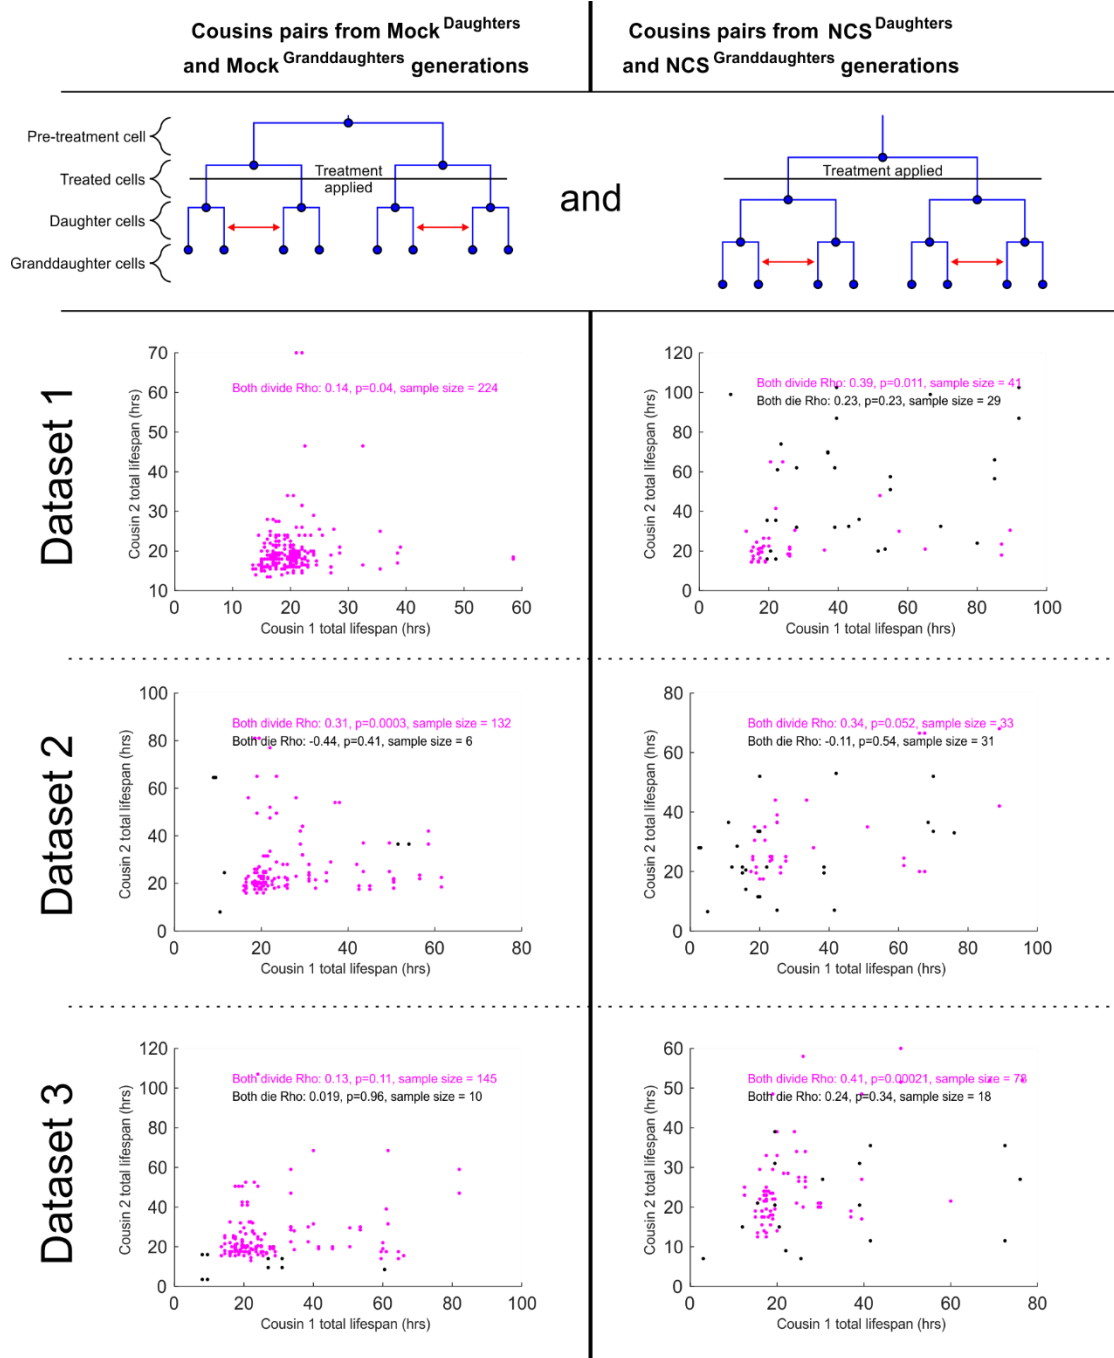 Cousins pairs from Mock Daughters
and Mock Granddaughters generations
Cousins pairs from NCS Daughters
and NCS Granddaughters generations
Pre-treatment cell
Treated cells
Daughter cells
Granddaughter cells
Treatment
applied
and
Treatment applied
Dataset 1
70
60
50
40
30
20
10
Cousin 2 total lifespan (hrs)
Both divide Rho: 0.14, p=0.04, sample size = 224
0 10 20 30 40 50 60
Cousin 1 total lifespan (hrs)
120
100
80
60
40
20
0
Cousin 2 total lifespan (hrs)
Both divide Rho: 0.39, p=0.011, sample size = 41
Both die Rho: 0.23, p=0.23, sample size = 29
0 20 40 60 80 100
Cousin 1 total lifespan (hrs)
Dataset 2
100
80
60
40
20
0
Cousin 2 total lifespan (hrs)
Both divide Rho: 0.31, p=0.0003, sample size = 132
Both die Rho: -0.44, p=0.41, sample size = 6
0 20 40 60 80
Cousin 1 total lifespan (hrs)
80
60
40
20
0
Cousin 2 total lifespan (hrs)
Both divide Rho: 0.34, p=0.052, sample size = 33
Both die Rho: -0.11, p=0.54, sample size = 31
0 20 40 60 80 100
Cousin 1 total lifespan (hrs)
Dataset 3
120
100
80
60
40
20
0
Cousin 2 total lifespan (hrs)
Both divide Rho: 0.13, p=0.11, sample size = 145
Both die Rho: 0.019, p=0.96, sample size = 10
0 20 40 60 80 100
Cousin 1 total lifespan (hrs)
60
50
40
30
20
10
0
Cousin 2 total lifespan (hrs)
Both divide Rho: 0.41, p=0.00021, sample size = 78
Both die Rho: 0.24, p=0.34, sample size = 18
0 20 40 60 80
Cousin 1 total lifespan (hrs)